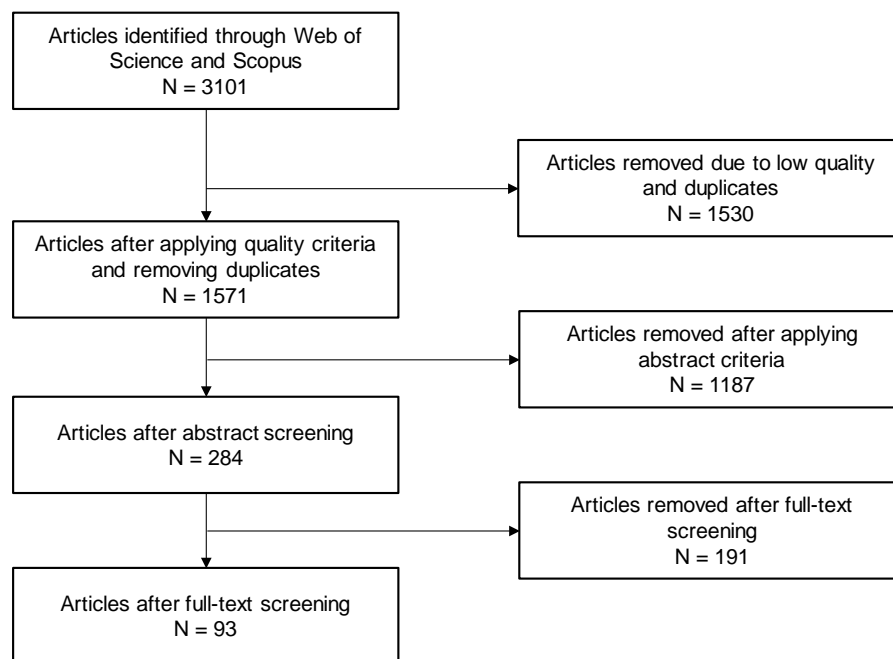 Articles identified through Web of
Science and Scopus
N = 3101
Articles removed due to low quality
and duplicates
N = 1530
Articles after applying quality criteria
and removing duplicates
N = 1571
Articles removed after applying
abstract criteria
N = 1187
Articles after abstract screening
N = 284
Articles removed after full-text
screening
N = 191
Articles after full-text screening
N = 93